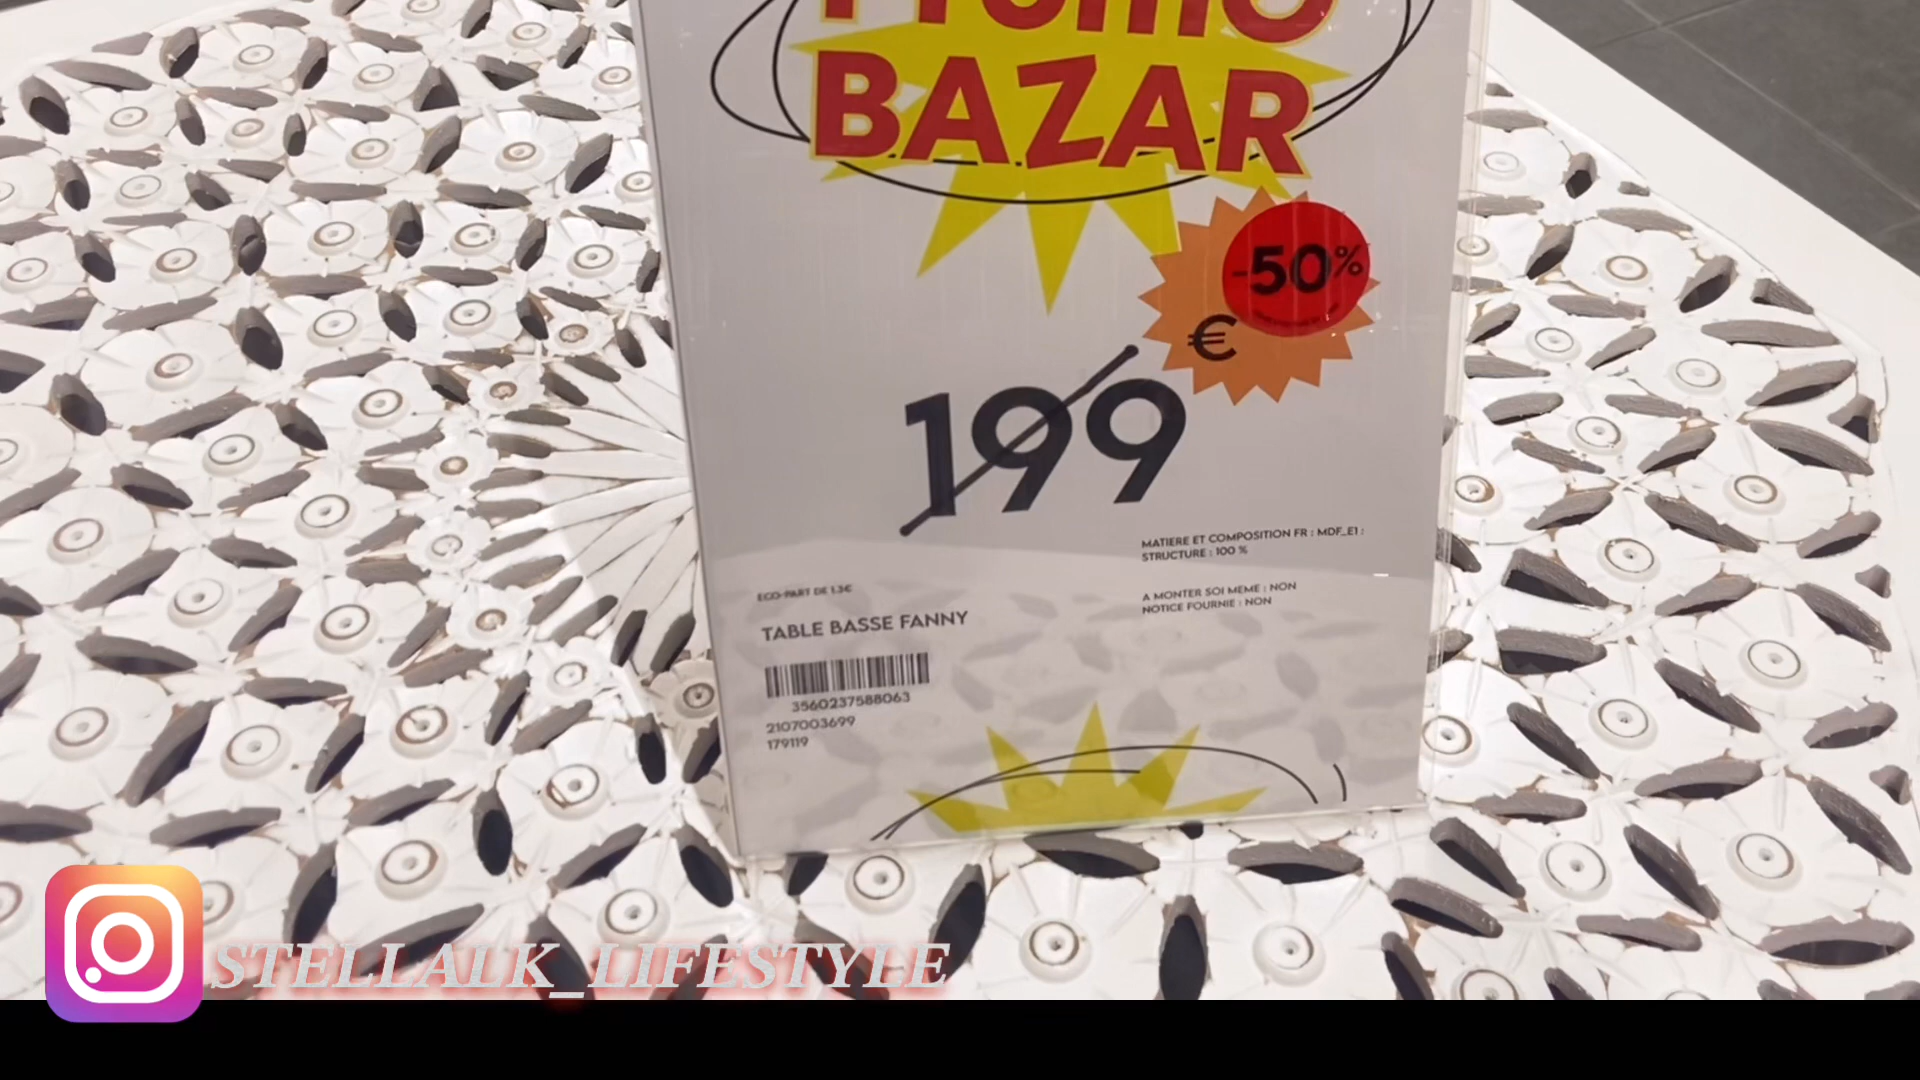 Promo
BAZAR
-50%
€
199
MATIERE ET COMPOSITION FR : MDF_E1 :
STRUCTURE : 100 %
ECO-PART DE 1.3€
A MONTER SOI MEME : NON
NOTICE FOURNIE : NON
TABLE BASSE FANNY
3560237588063
2107003699
179119
STELLALK_LIFESTYLE